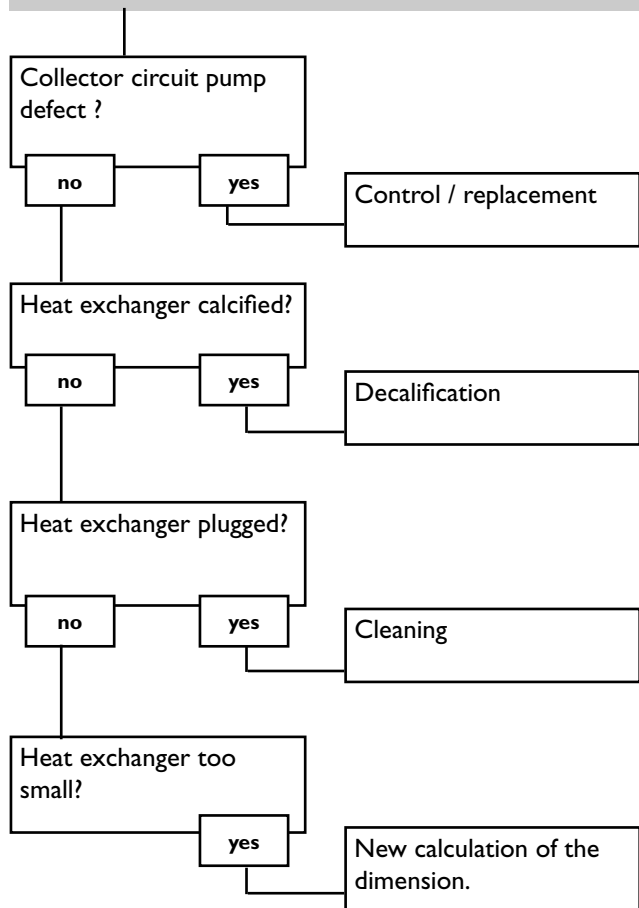 Collector circuit pump
defect ?
no
yes
Control / replacement
Heat exchanger calcified?
no
yes
Decalification
Heat exchanger plugged?
no
yes
Cleaning
Heat exchanger too
small?
yes
New calculation of the
dimension.